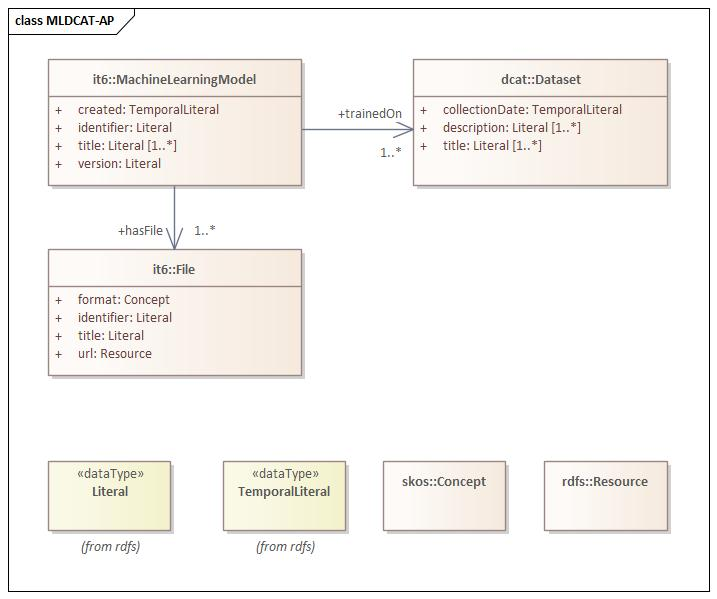 class MLDCAT-AP
it6::MachineLearningModel
+ created: TemporalLiteral
+ identifier: Literal
+ title: Literal [1..*]
+ version: Literal
+trainedOn
1..*
dcat::Dataset
+ collectionDate: TemporalLiteral
+ description: Literal [1..*]
+ title: Literal [1..*]
+hasFile 1..*
it6::File
+ format: Concept
+ identifier: Literal
+ title: Literal
+ url: Resource
«dataType»
Literal
(from rdfs)
«dataType»
TemporalLiteral
(from rdfs)
skos::Concept
rdfs::Resource